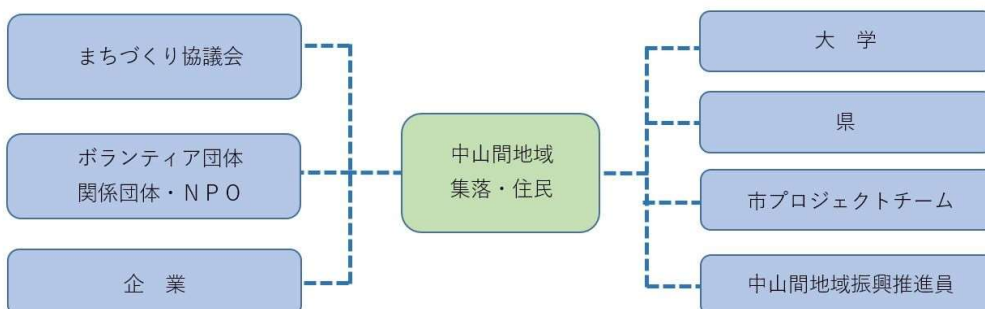 まちづくり協議会
ボランティア団体
関係団体・ＮＰＯ
企　業
中山間地域
集落・住民
大　学
県
市プロジェクトチーム
中山間地域振興推進員